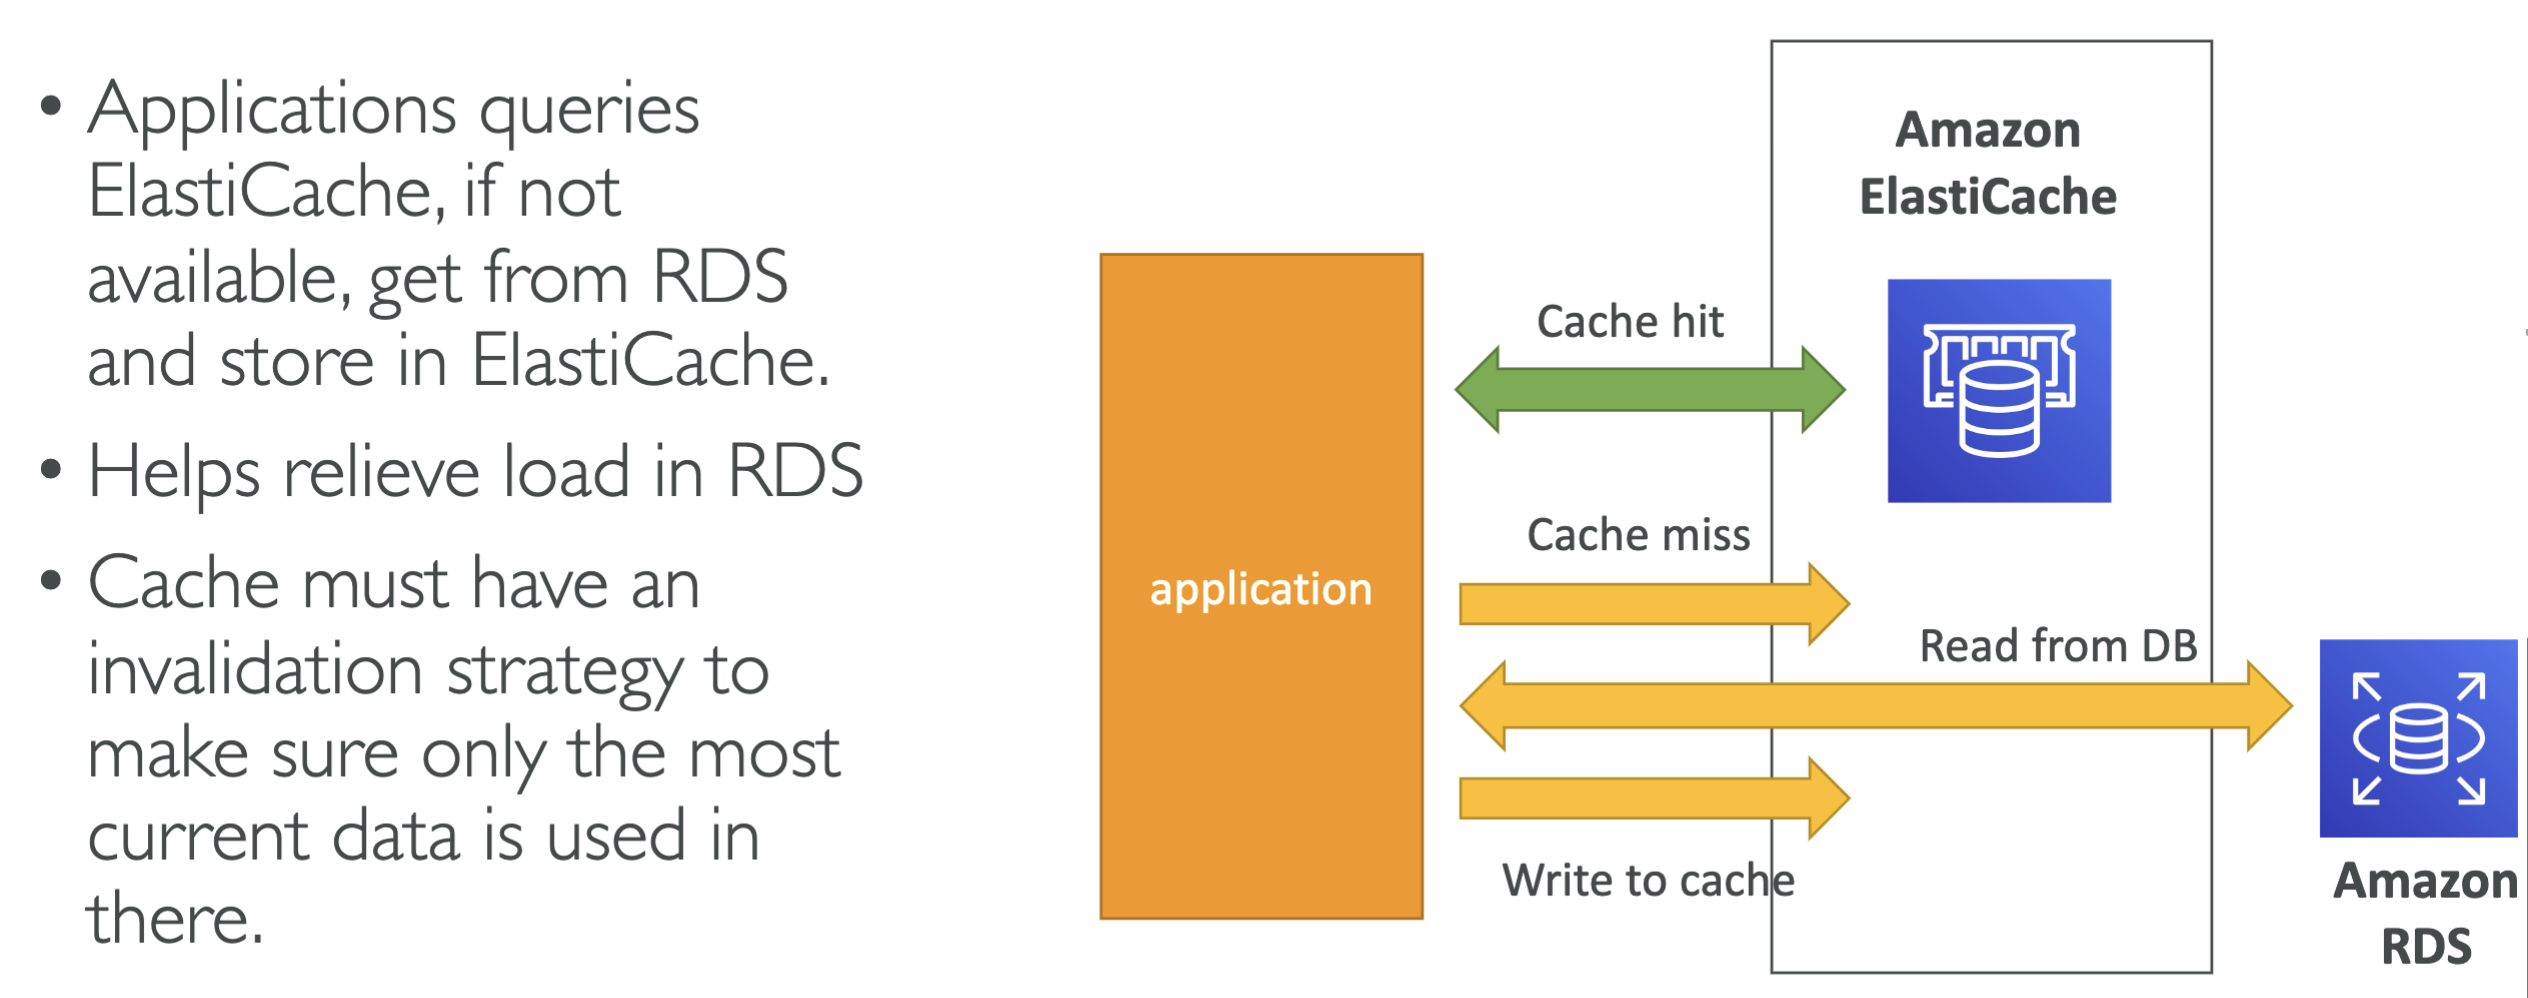 • Applications queries
ElastiCache, if not
available, get from RDS
and store in ElastiCache.
• Helps relieve load in RDS
• Cache must have an
invalidation strategy to
make sure only the most
current data is used in
there.
application
Cache hit
Cache miss
Read from DB
Write to cache
Amazon
ElastiCache
Amazon
RDS